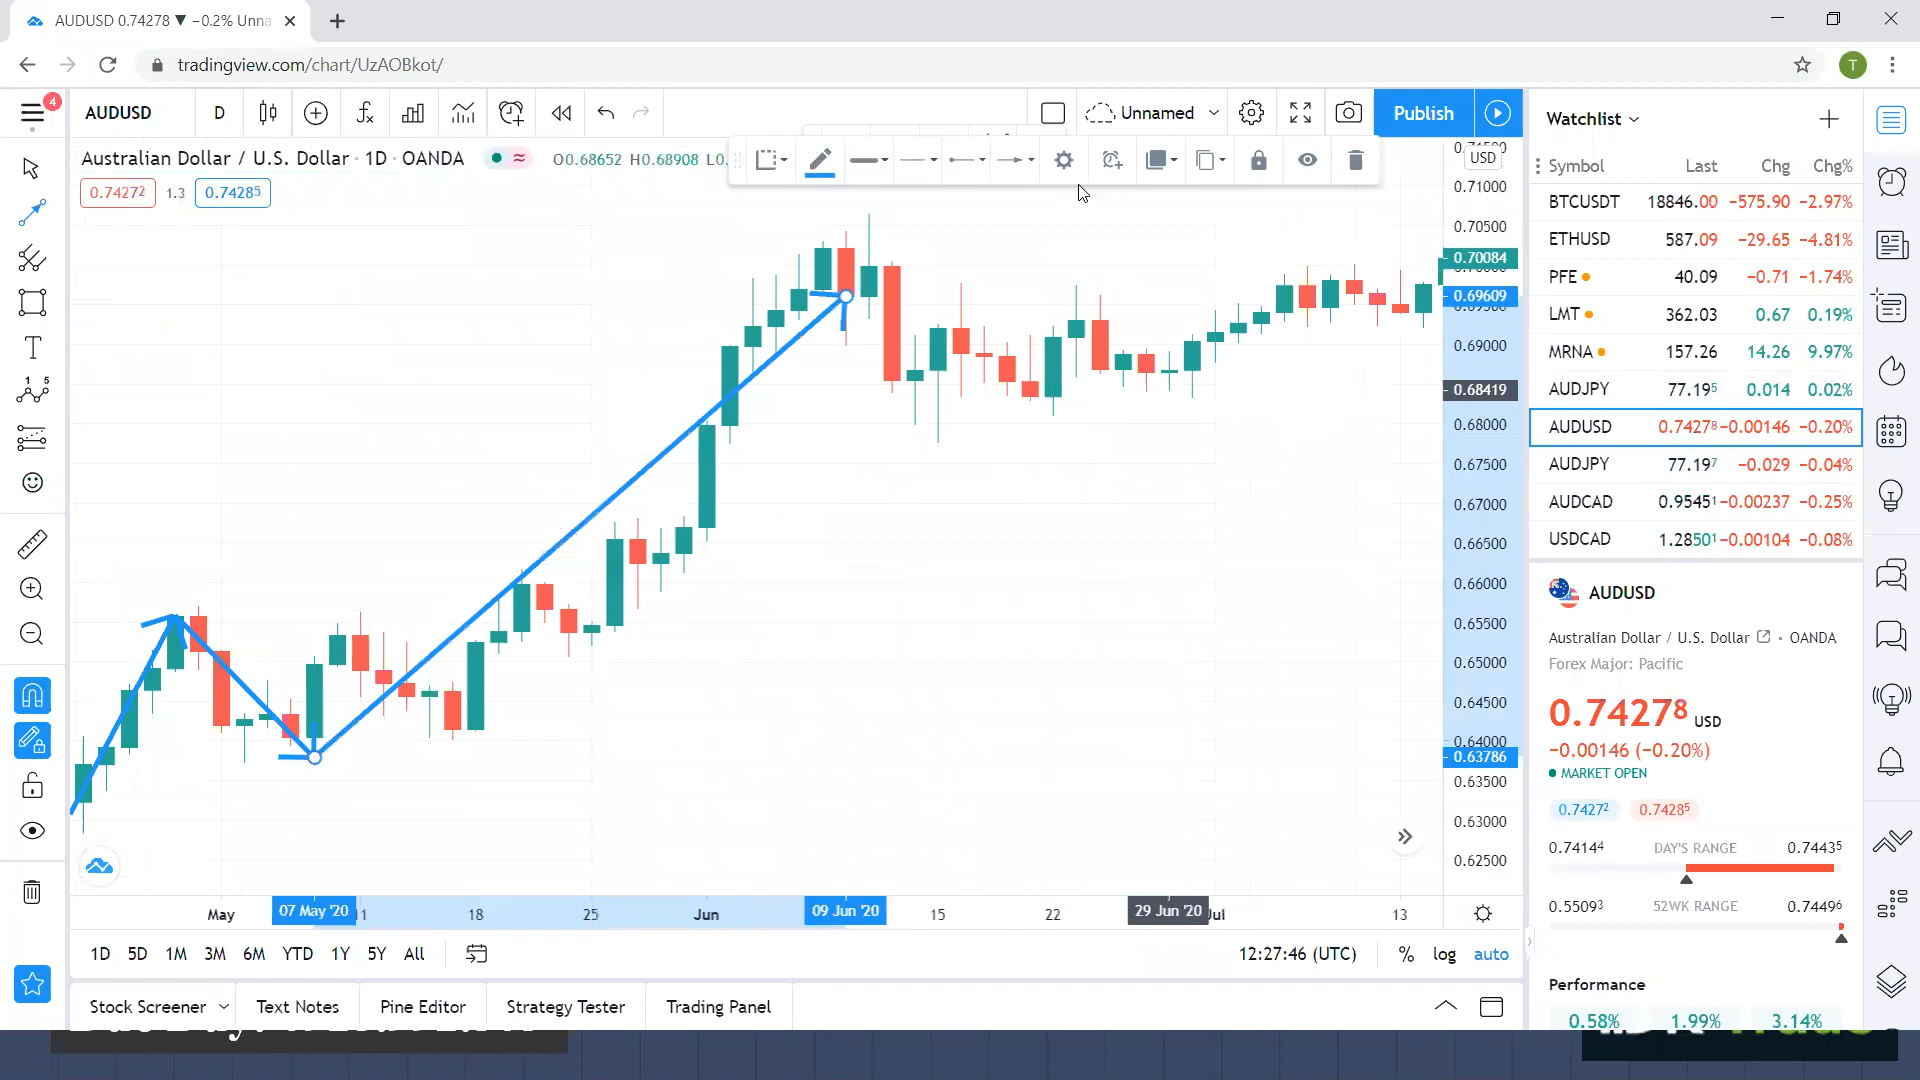 AUDUSD 0.74278 ▼ −0.2% Unna
tradingview.com/chart/UzAOBkot/
4
AUDUSD D
Unnamed
Publish
Australian Dollar / U.S. Dollar · 1D · OANDA O0.68652 H0.68908 L0.
0.74272 1.3 0.74285
USD
0.71000
0.70500
0.70084
0.69609
0.69000
0.68419
0.68000
0.67500
0.67000
0.66500
0.66000
0.65500
0.65000
0.64500
0.64000
0.63786
0.63500
0.63000
0.62500
May 07 May '20 11 18 25 Jun 09 Jun '20 15 22 29 Jun '20 Jul 13
1D 5D 1M 3M 6M YTD 1Y 5Y All
12:27:46 (UTC) % log auto
Stock Screener Text Notes Pine Editor Strategy Tester Trading Panel
Watchlist
Symbol Last Chg Chg%
BTCUSDT 18846.00 −575.90 −2.97%
ETHUSD 587.09 −29.65 −4.81%
PFE 40.09 −0.71 −1.74%
LMT 362.03 0.67 0.19%
MRNA 157.26 14.26 9.97%
AUDJPY 77.195 0.014 0.02%
AUDUSD 0.74278 −0.00146 −0.20%
AUDJPY 77.197 −0.029 −0.04%
AUDCAD 0.95451 −0.00237 −0.25%
USDCAD 1.28501 −0.00104 −0.08%
AUDUSD
Australian Dollar / U.S. Dollar · OANDA
Forex Major: Pacific
0.74278 USD
−0.00146 (−0.20%)
MARKET OPEN
0.74272 0.74285
0.74144 DAY'S RANGE 0.74435
0.55093 52WK RANGE 0.74496
Performance
0.58% 1.99% 3.14%
T